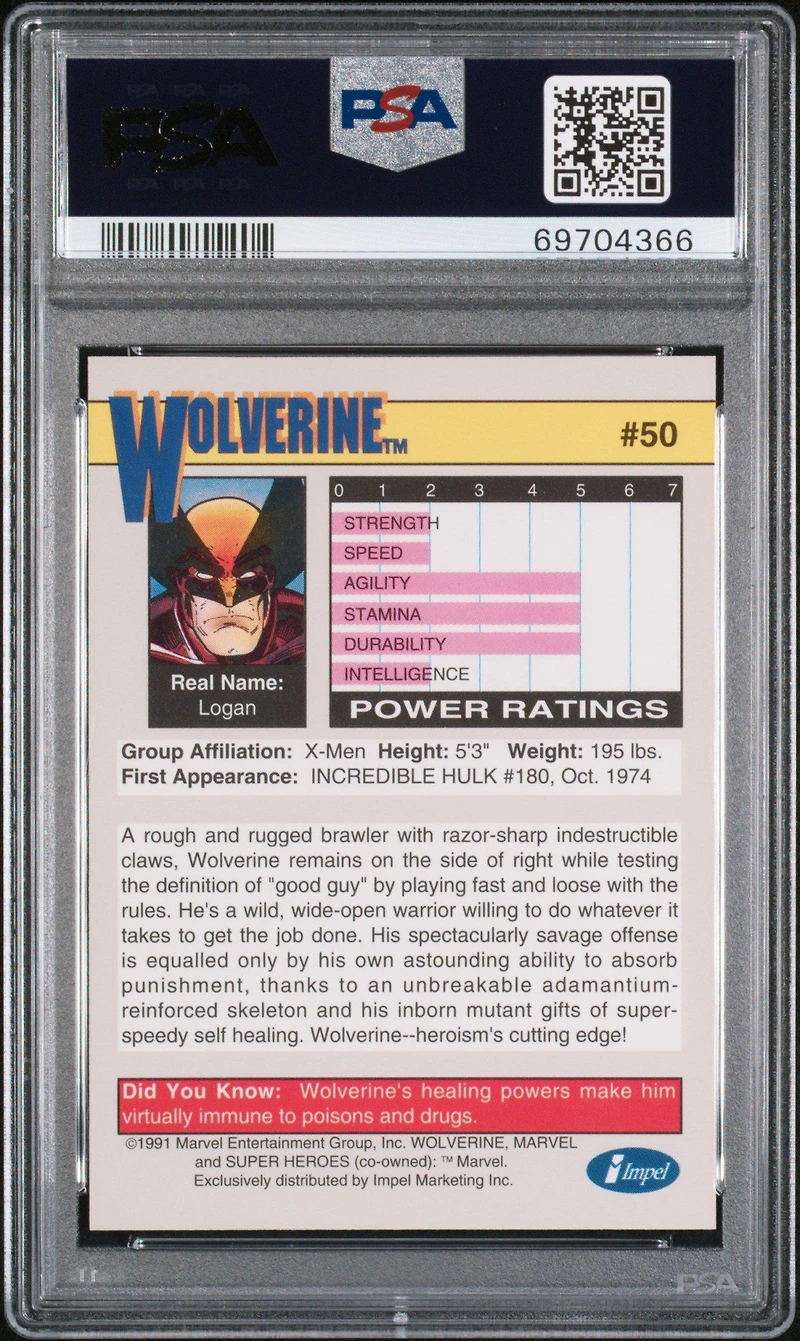 PSA PSA PSA
PSA
PSA PSA PSA
PSA
69704366
WOLVERINE™
#50
0 1 2 3 4 5 6 7
STRENGTH
SPEED
AGILITY
STAMINA
DURABILITY
INTELLIGENCE
POWER RATINGS
Real Name:
Logan
Group Affiliation: X-Men Height: 5'3" Weight: 195 lbs.
First Appearance: INCREDIBLE HULK #180, Oct. 1974
A rough and rugged brawler with razor-sharp indestructible
claws, Wolverine remains on the side of right while testing
the definition of "good guy" by playing fast and loose with the
rules. He's a wild, wide-open warrior willing to do whatever it
takes to get the job done. His spectacularly savage offense
is equalled only by his own astounding ability to absorb
punishment, thanks to an unbreakable adamantium-
reinforced skeleton and his inborn mutant gifts of super-
speedy self healing. Wolverine--heroism's cutting edge!
Did You Know: Wolverine's healing powers make him
virtually immune to poisons and drugs.
©1991 Marvel Entertainment Group, Inc. WOLVERINE, MARVEL
and SUPER HEROES (co-owned): ™ Marvel.
Exclusively distributed by Impel Marketing Inc.
Impel
PSA